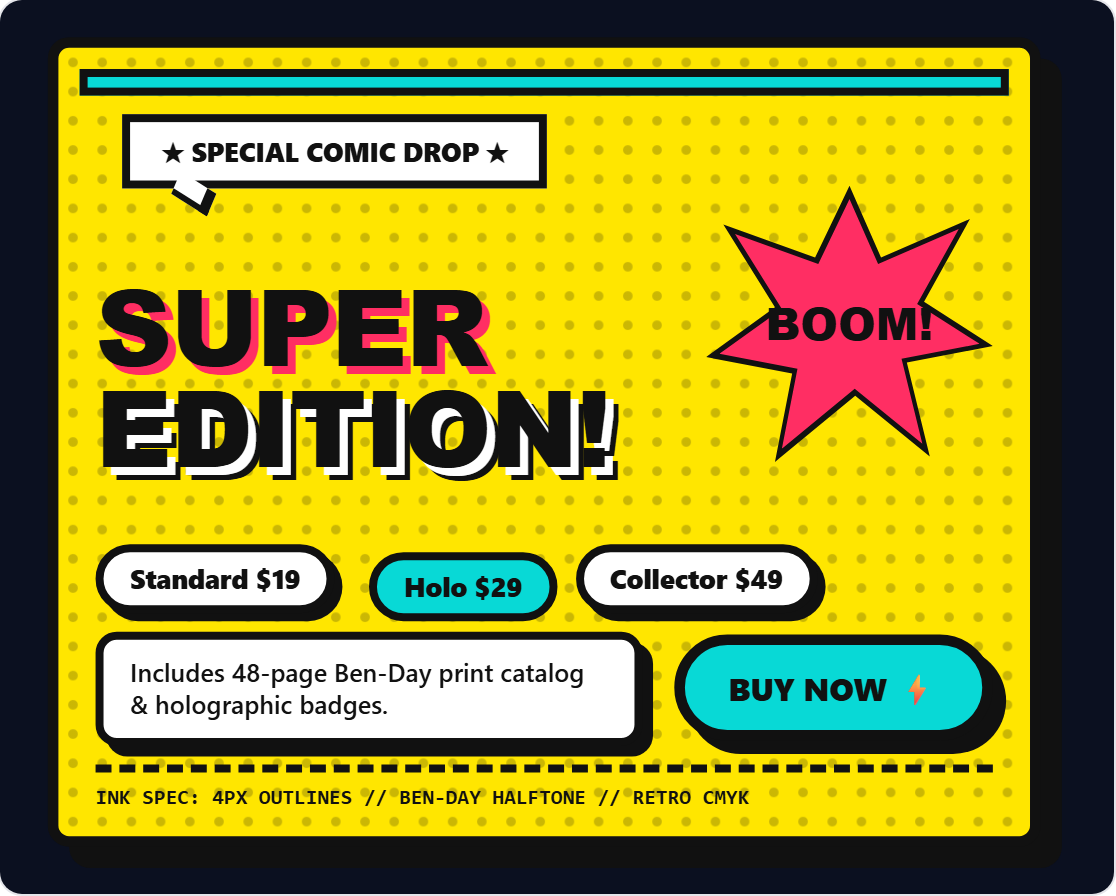 ★ SPECIAL COMIC DROP ★
BOOM!
SUPER
EDITION!
Standard $19
Holo $29
Collector $49
Includes 48-page Ben-Day print catalog
& holographic badges.
BUY NOW ⚡
INK SPEC: 4PX OUTLINES // BEN-DAY HALFTONE // RETRO CMYK